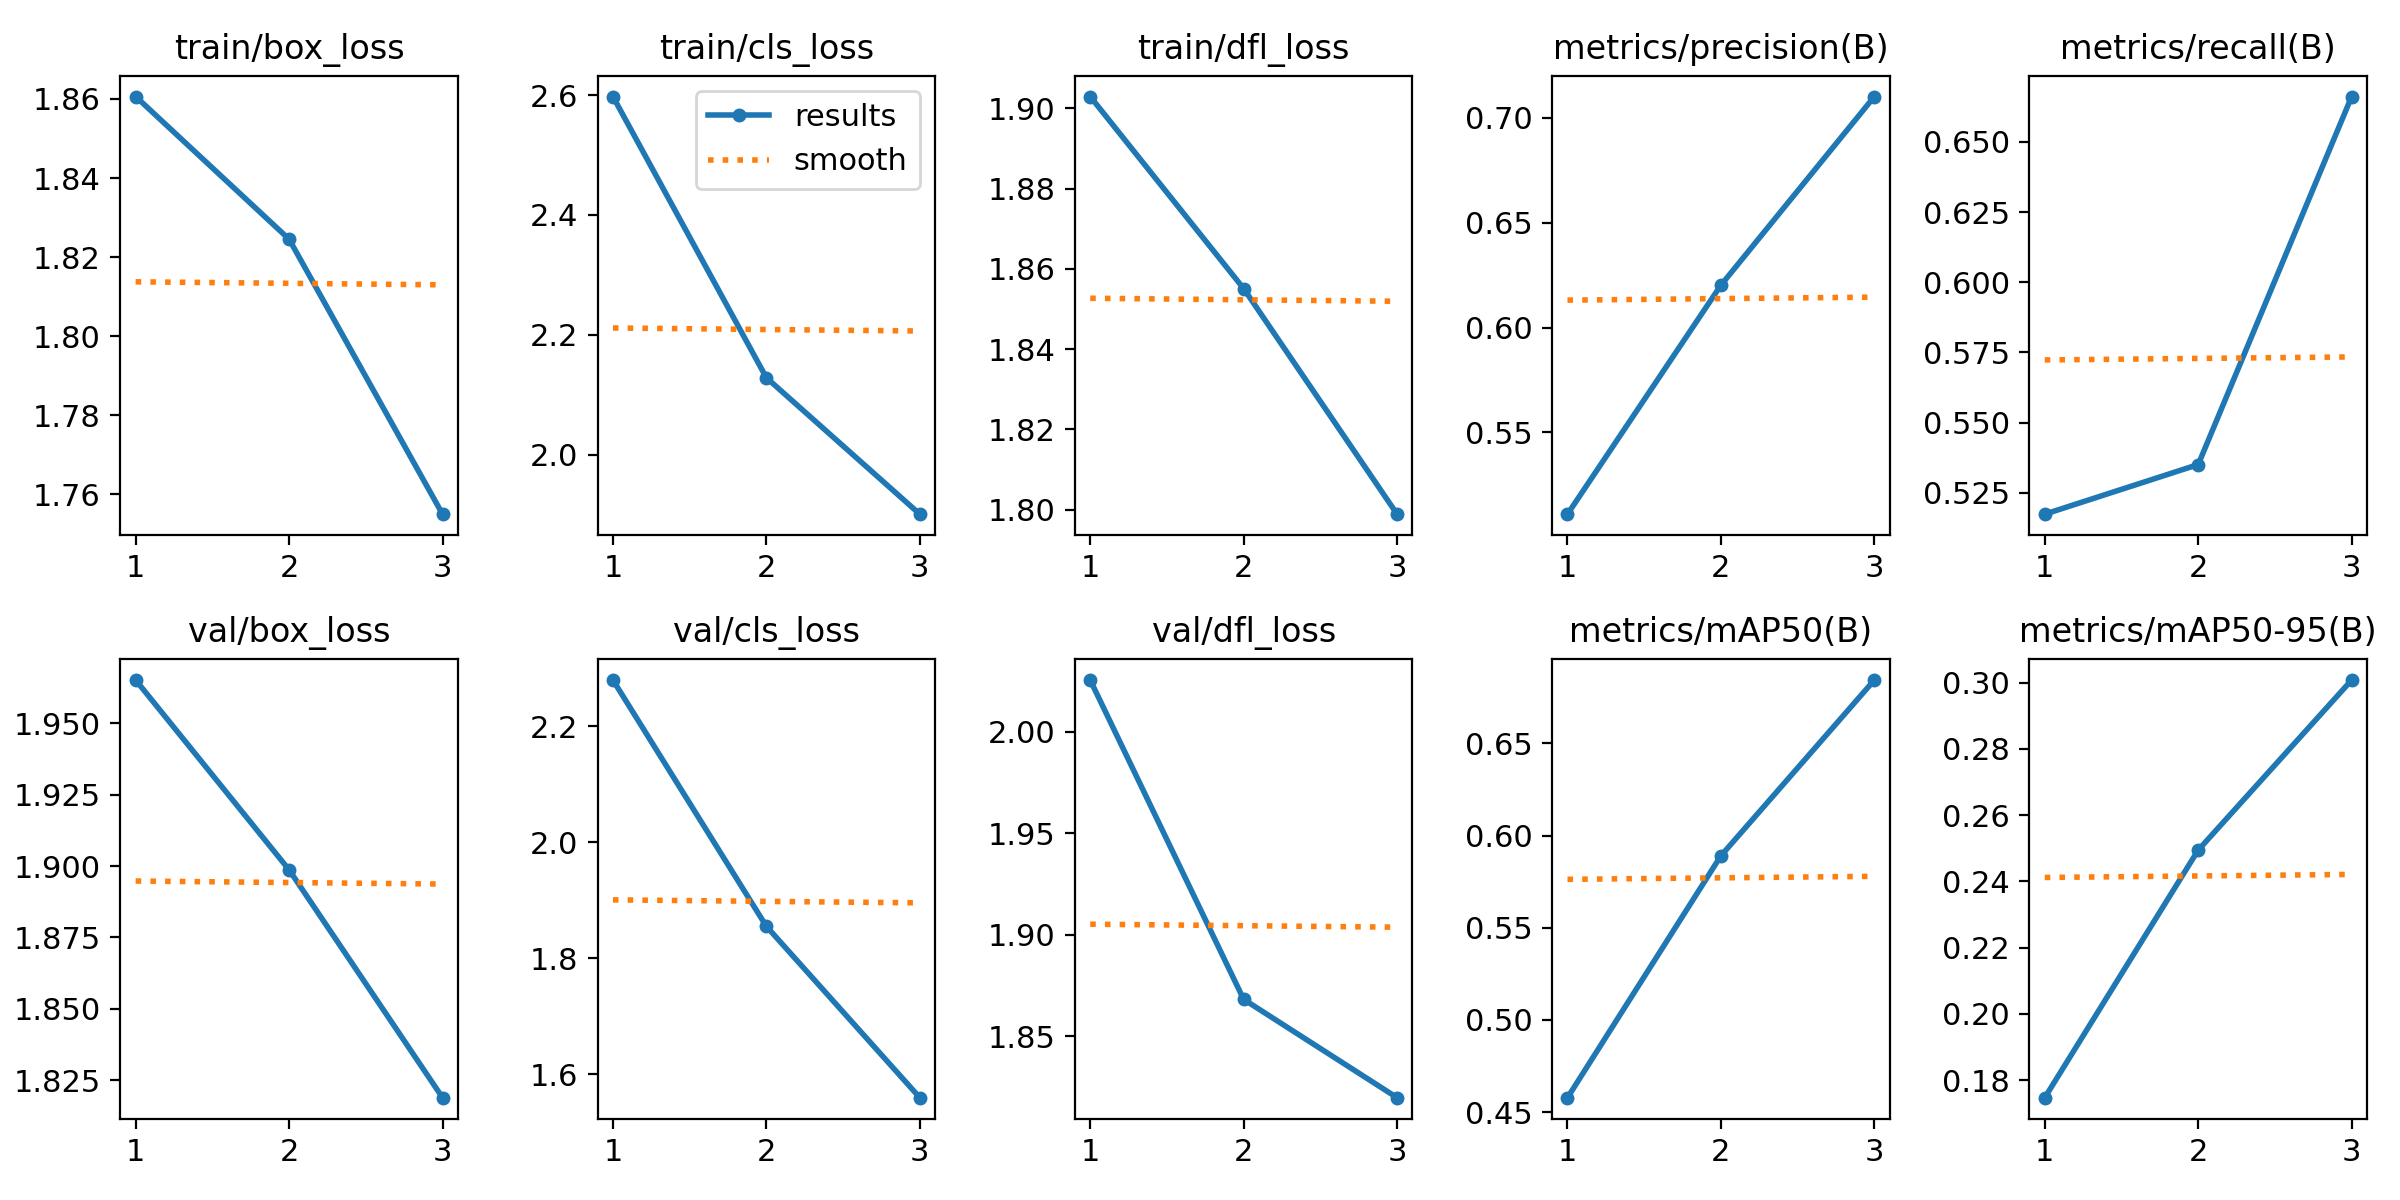 train/box_loss
1.86
1.84
1.82
1.80
1.78
1.76
1 2 3
train/cls_loss
results
smooth
2.6
2.4
2.2
2.0
1 2 3
train/dfl_loss
1.90
1.88
1.86
1.84
1.82
1.80
1 2 3
metrics/precision(B)
0.70
0.65
0.60
0.55
1 2 3
metrics/recall(B)
0.650
0.625
0.600
0.575
0.550
0.525
1 2 3
val/box_loss
1.950
1.925
1.900
1.875
1.850
1.825
1 2 3
val/cls_loss
2.2
2.0
1.8
1.6
1 2 3
val/dfl_loss
2.00
1.95
1.90
1.85
1 2 3
metrics/mAP50(B)
0.65
0.60
0.55
0.50
0.45
1 2 3
metrics/mAP50-95(B)
0.30
0.28
0.26
0.24
0.22
0.20
0.18
1 2 3